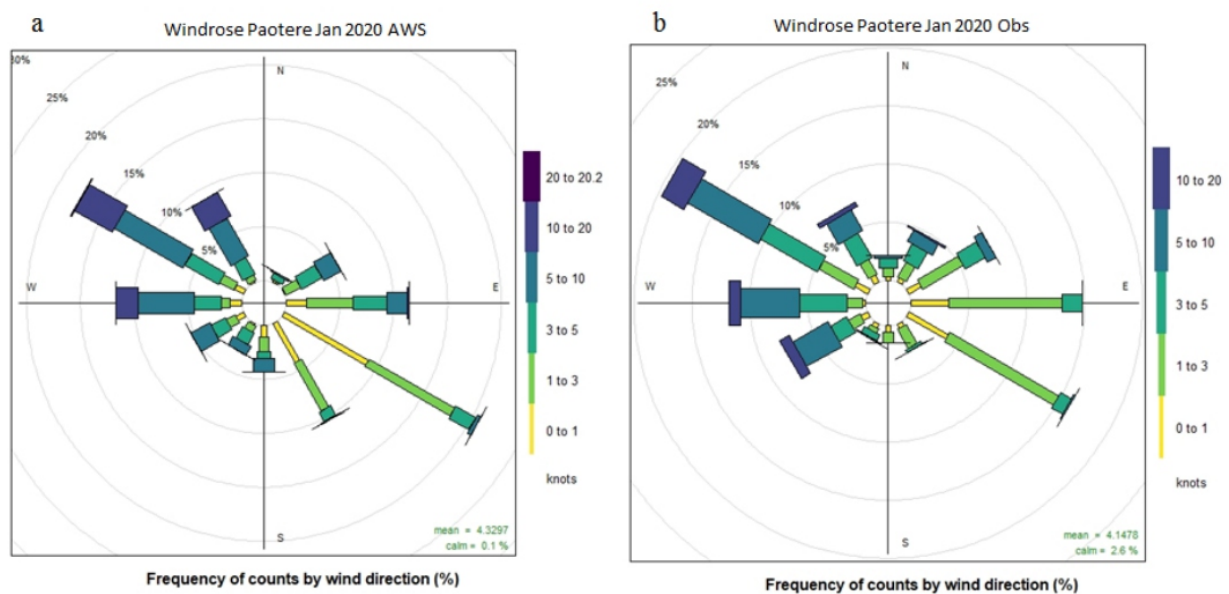 a
Windrose Paotere Jan 2020 AWS
30%
25%
20%
15%
10%
5%
N
W
E
S
20 to 20.2
10 to 20
5 to 10
3 to 5
1 to 3
0 to 1
knots
mean = 4.3297
calm = 0.1 %
Frequency of counts by wind direction (%)
b
Windrose Paotere Jan 2020 Obs
25%
20%
15%
10%
5%
N
W
E
S
10 to 20
5 to 10
3 to 5
1 to 3
0 to 1
knots
mean = 4.1478
calm = 2.6 %
Frequency of counts by wind direction (%)